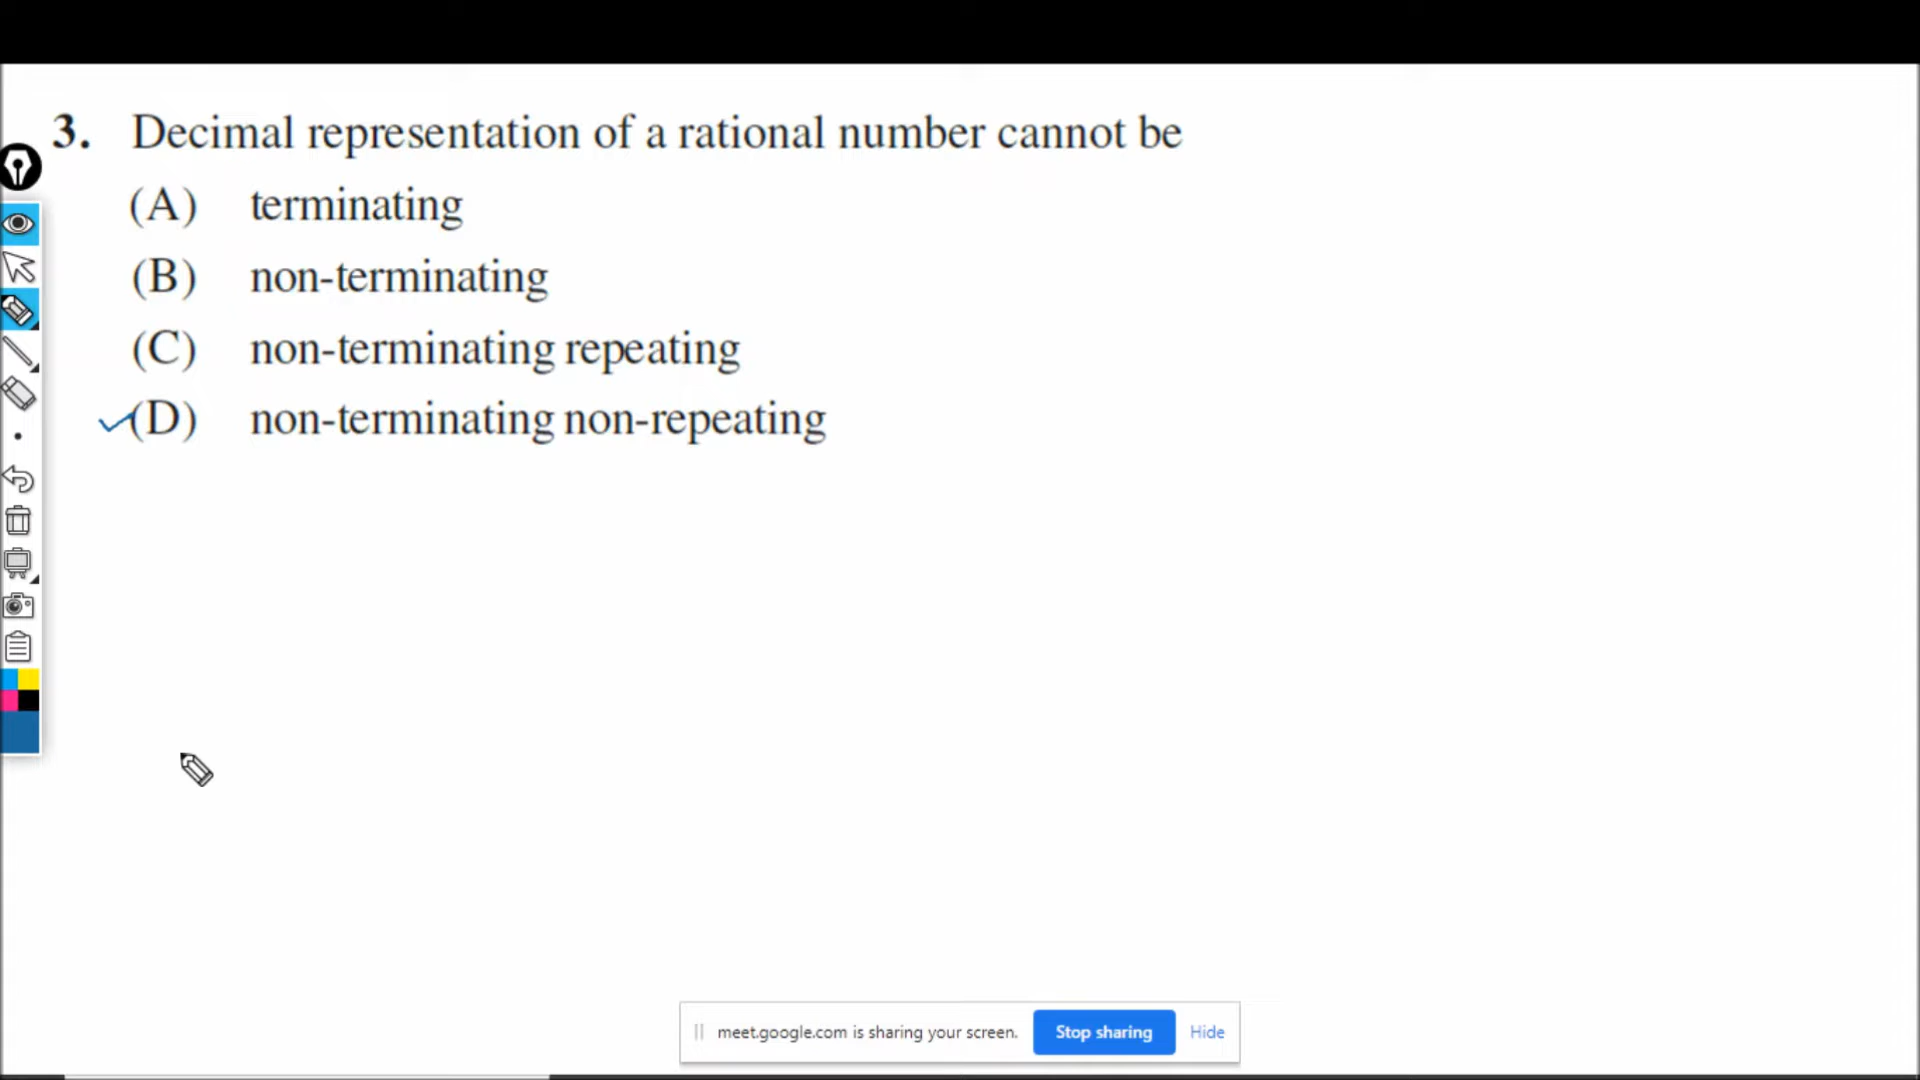 3. Decimal representation of a rational number cannot be
(A) terminating
(B) non-terminating
(C) non-terminating repeating
(D) non-terminating non-repeating
meet.google.com is sharing your screen. Stop sharing Hide